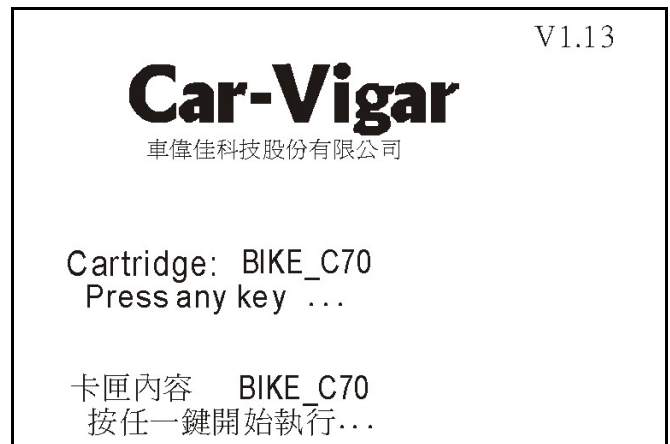 V1.13
Car-Vigar
車偉佳科技股份有限公司
Cartridge: BIKE_C70
Press any key ...
卡匣內容 BIKE_C70
按任一鍵開始執行...